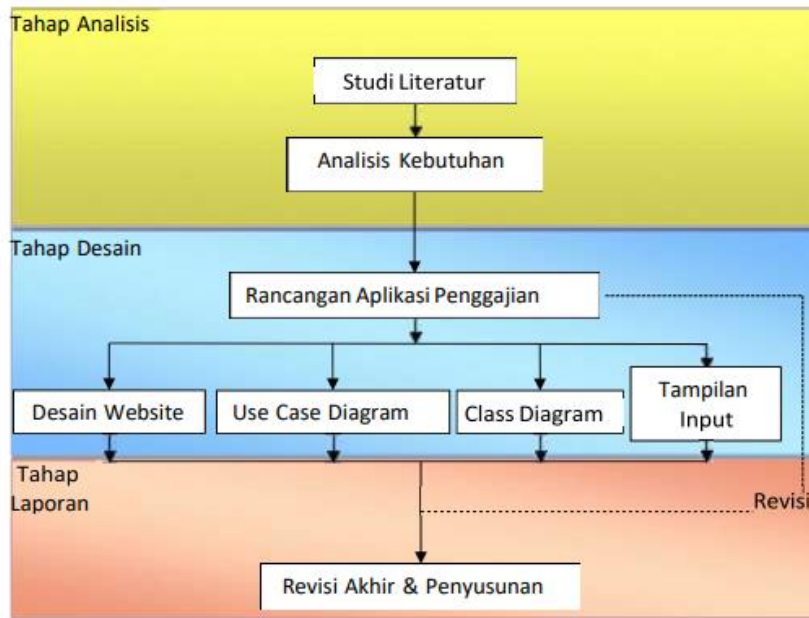 Tahap Analisis
Studi Literatur
Analisis Kebutuhan
Tahap Desain
Rancangan Aplikasi Penggajian
Desain Website
Use Case Diagram
Class Diagram
Tampilan
Input
Tahap
Laporan
Revisi
Revisi Akhir & Penyusunan